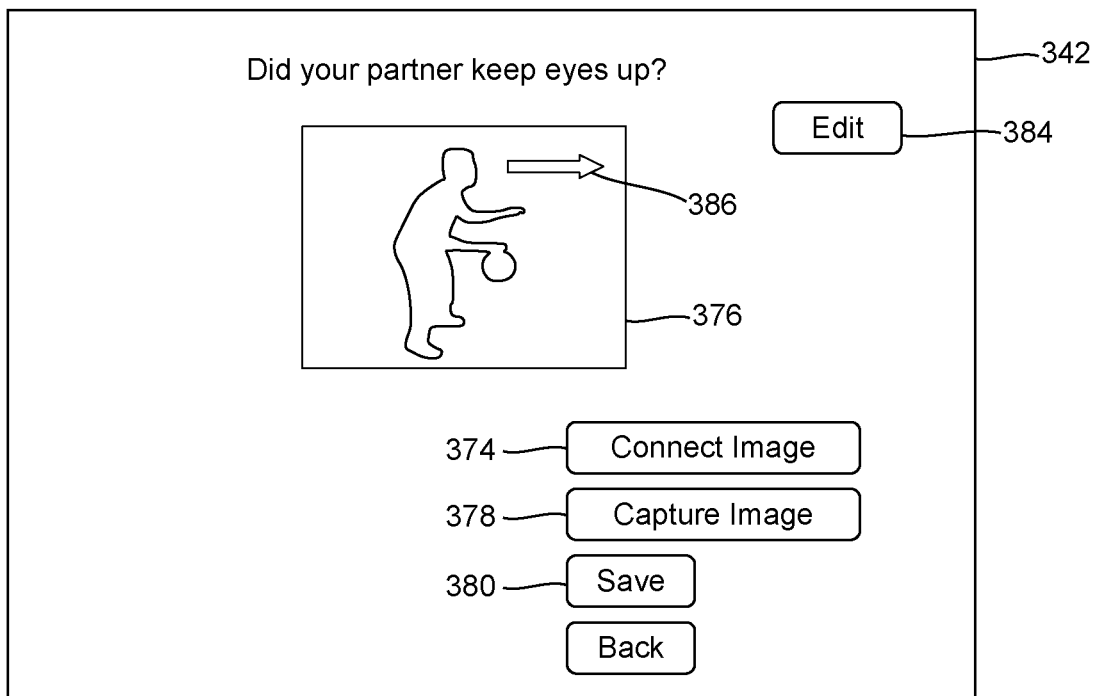 342
Did your partner keep eyes up?
Edit
384
386
376
374
Connect Image
378
Capture Image
380
Save
Back